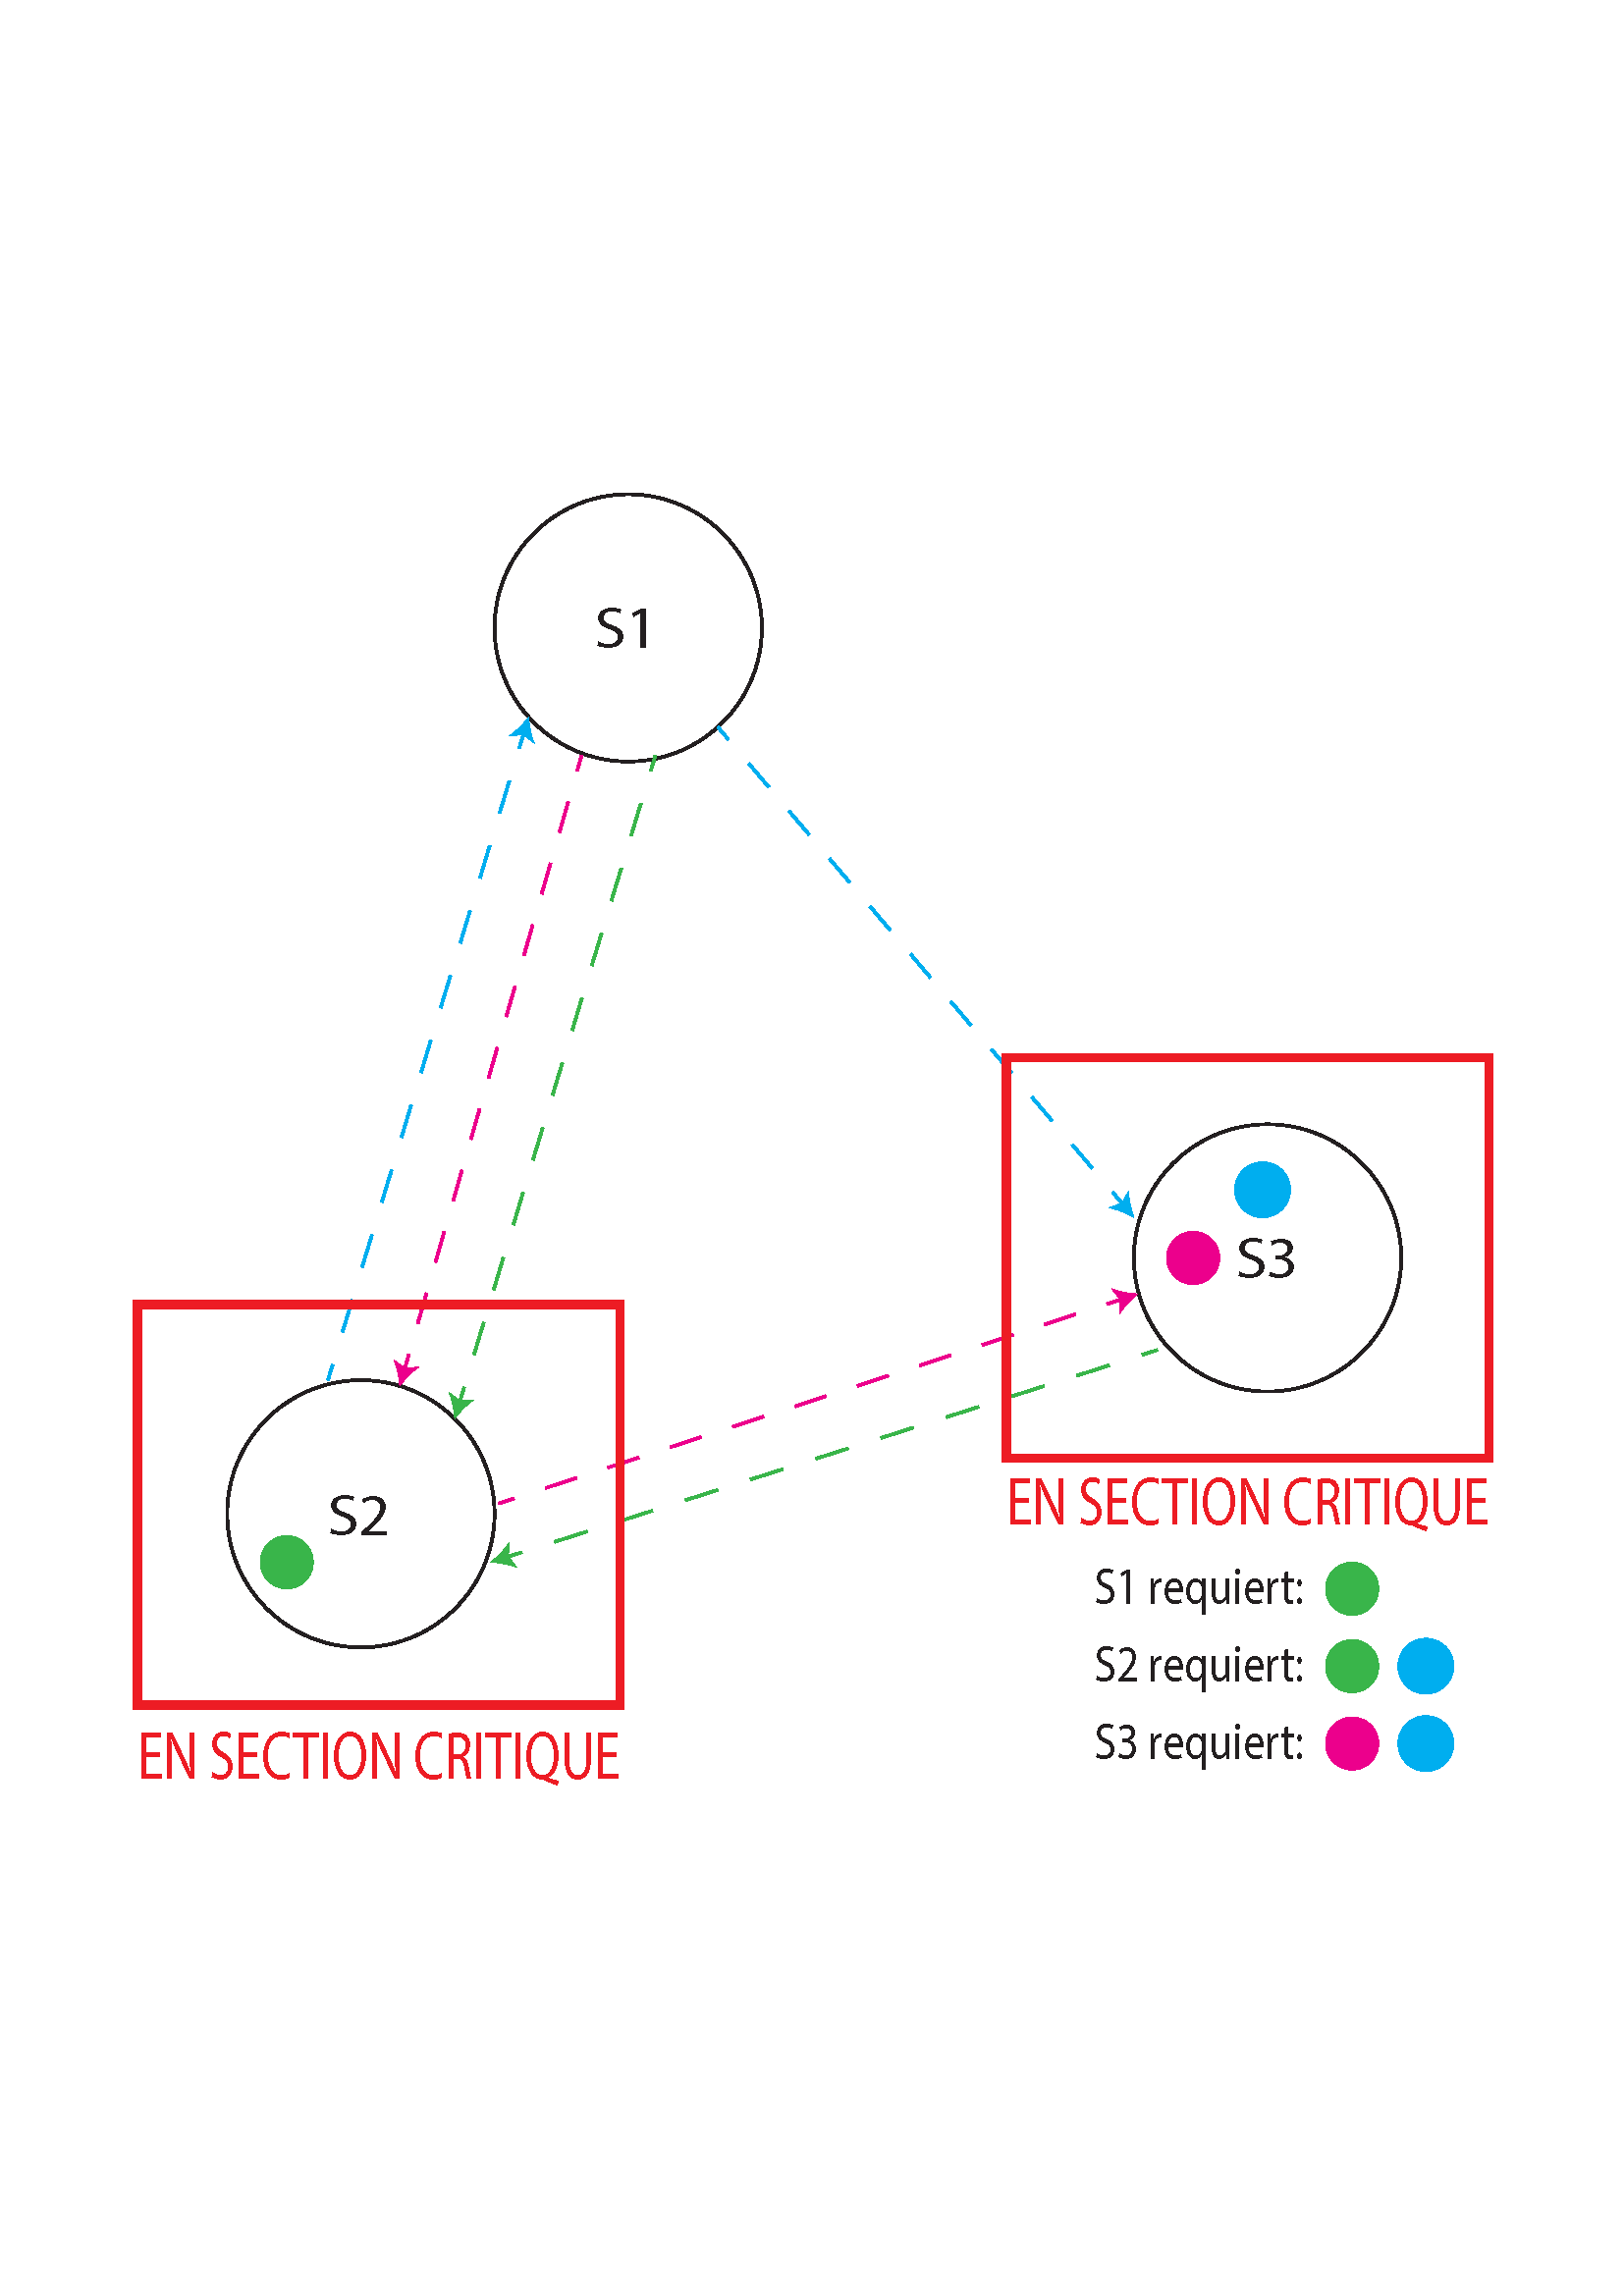 S1
S3
S2
EN SECTION CRITIQUE
S1 requiert:
S2 requiert:
S3 requiert:
EN SECTION CRITIQUE